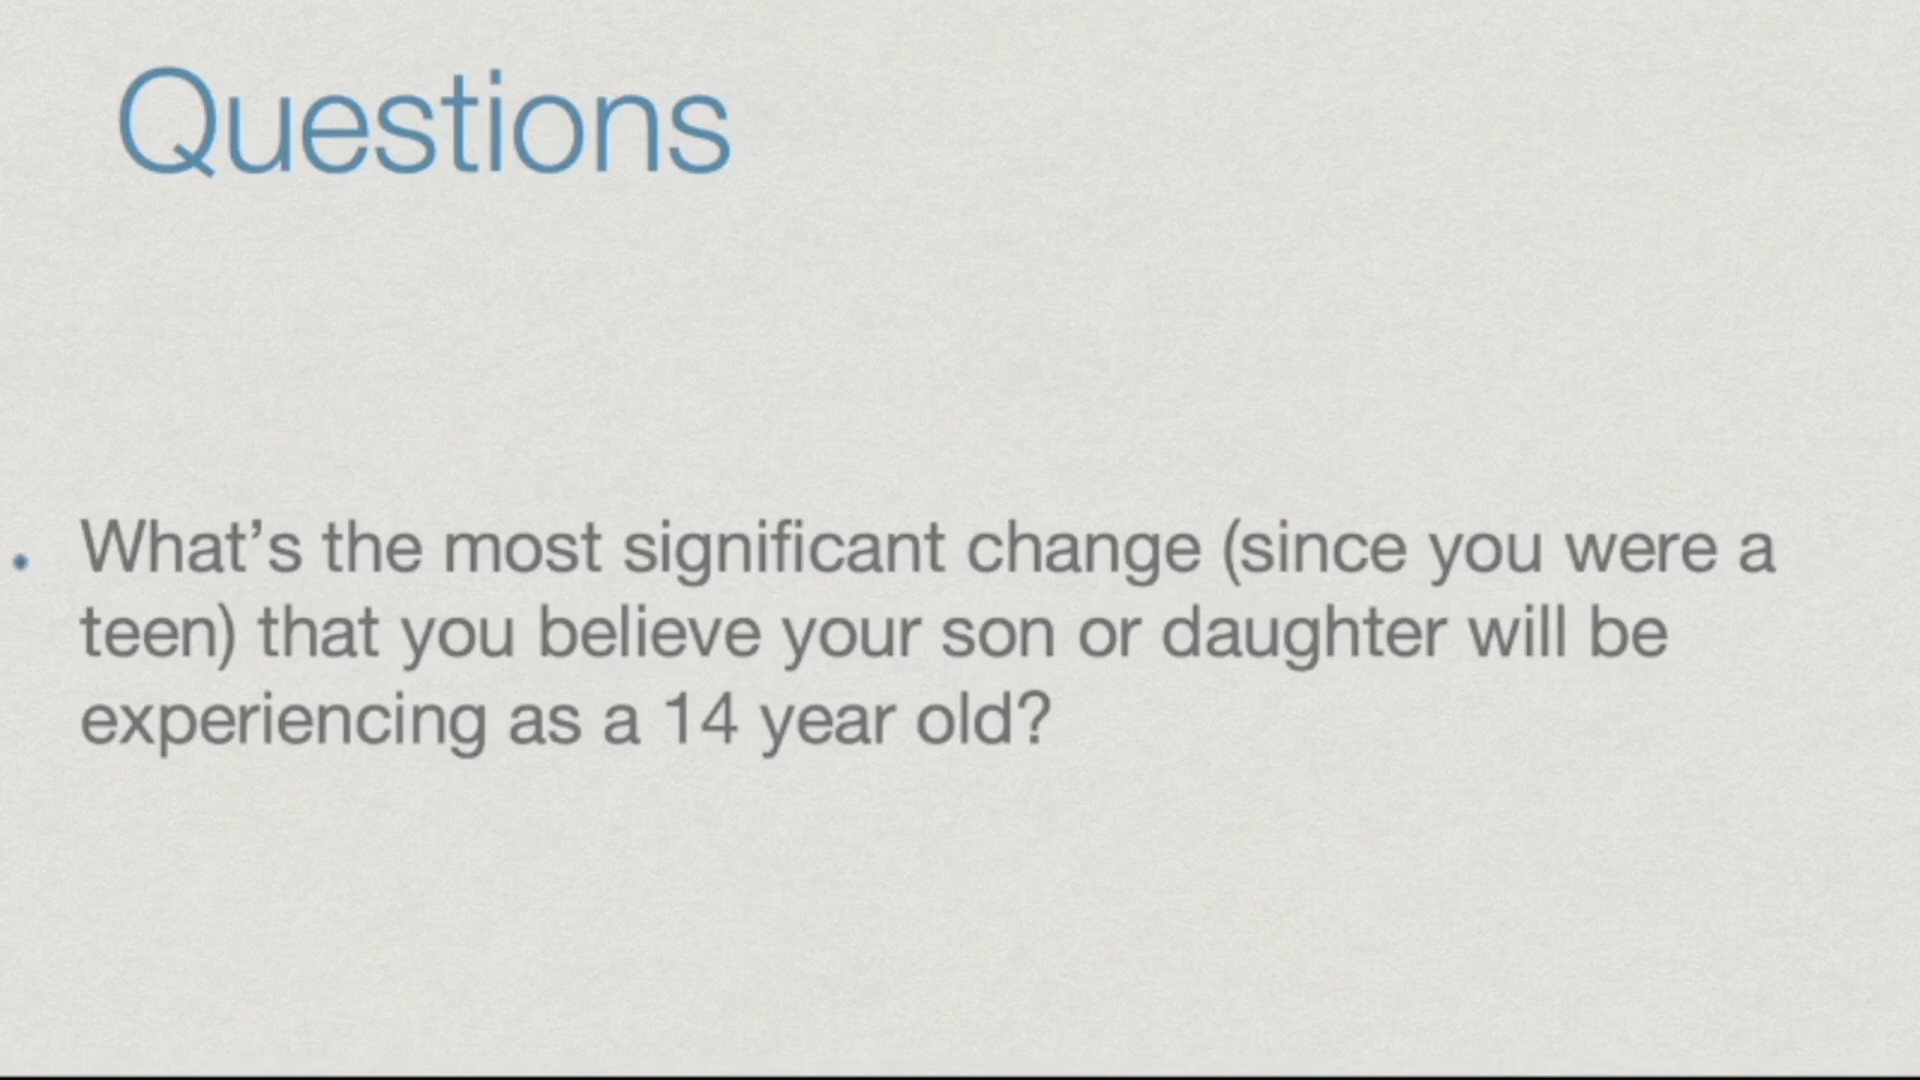 Questions
• What’s the most significant change (since you were a
teen) that you believe your son or daughter will be
experiencing as a 14 year old?